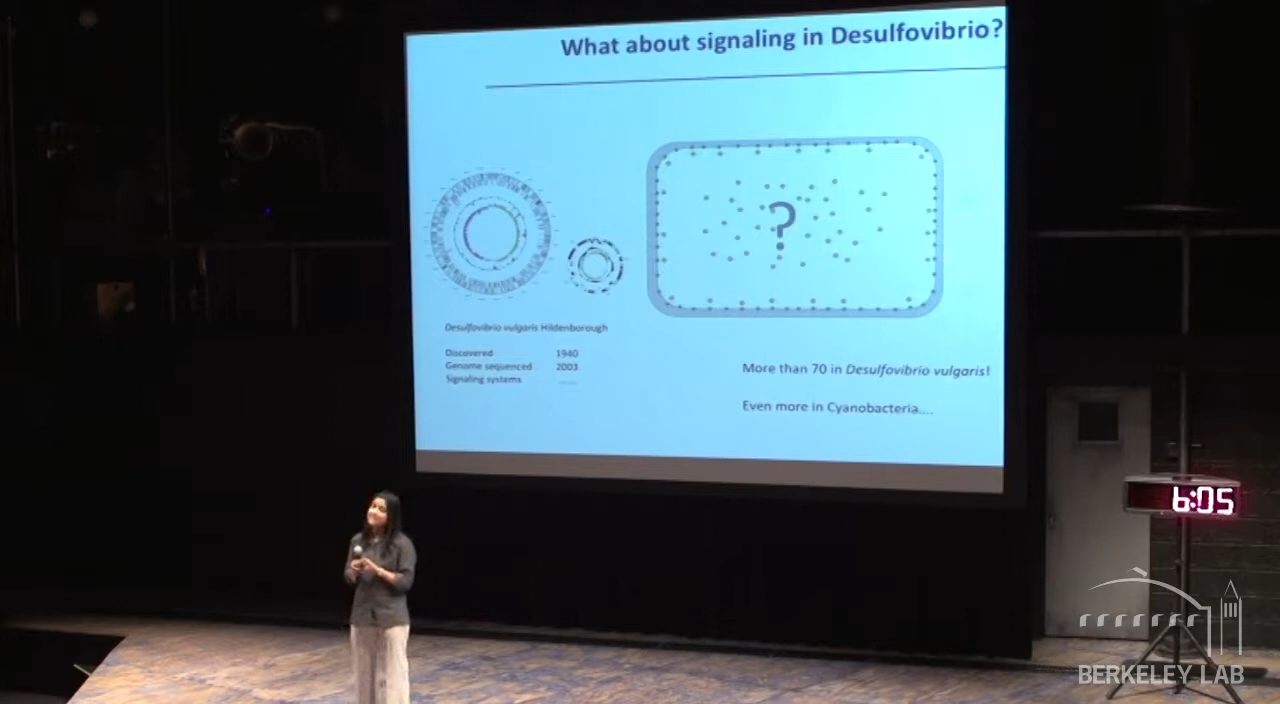 What about signaling in Desulfovibrio?
?
Desulfovibrio vulgaris Hildenborough
Discovered 1940
Genome sequenced 2003
Signaling systems
More than 70 in Desulfovibrio vulgaris!
Even more in Cyanobacteria....
6:05
BERKELEY LAB